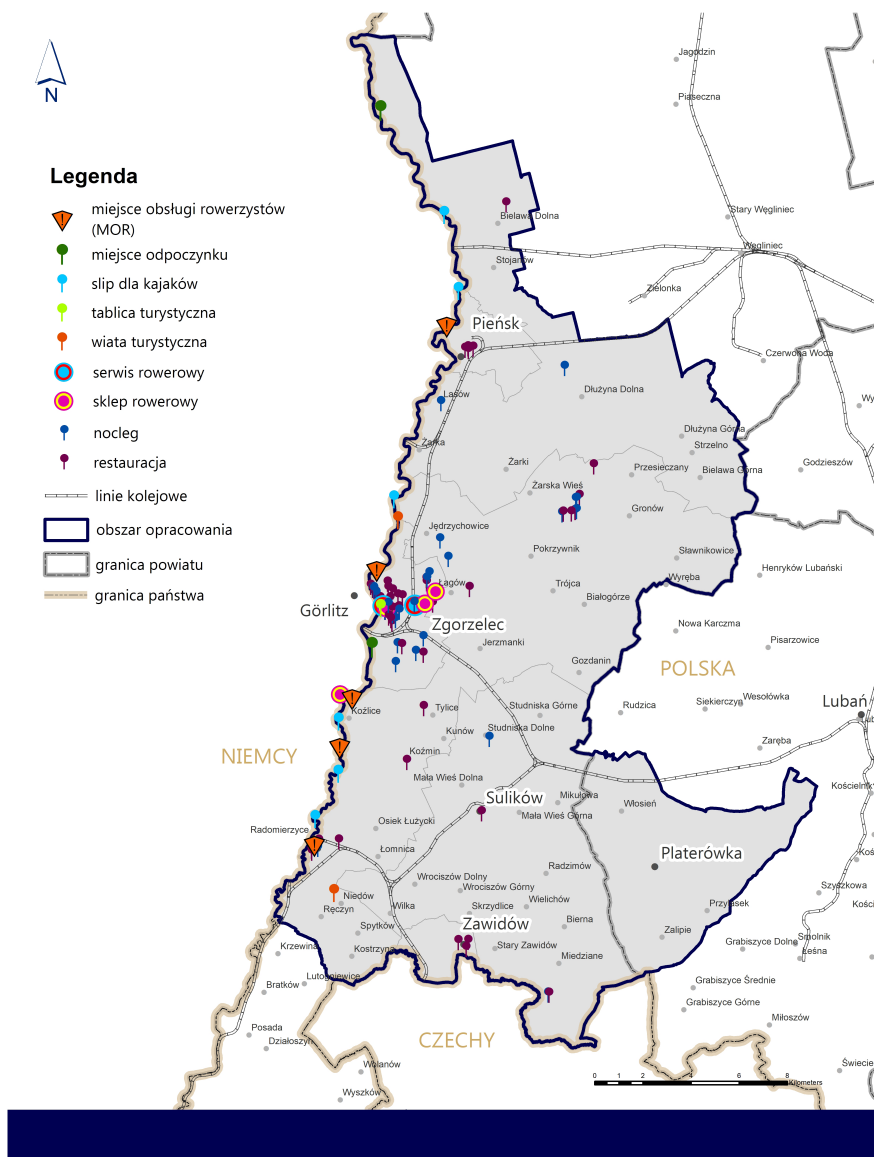 N
Legenda
miejsce obsługi rowerzystów
(MOR)
miejsce odpoczynku
slip dla kajaków
tablica turystyczna
wiata turystyczna
serwis rowerowy
sklep rowerowy
nocleg
restauracja
linie kolejowe
obszar opracowania
granica powiatu
granica państwa
Jagodzin
Piaseczna
Stary Węgliniec
Bielawa Dolna
Węgliniec
Stojanów
Zielonka
Pieńsk
Czerwona Woda
Dłużyna Dolna
Lasów
Wy
Dłużyna Górna
Żarka
Strzelno
Żarki
Przesieczany
Bielawa Górna
Godzieszów
Żarska Wieś
Gronów
Jędrzychowice
Pokrzywnik
Sławnikowice
Henryków Lubański
Łagów
Trójca
Wyręba
Görlitz
Białogórze
Zgorzelec
Nowa Karczma
Jerzmanki
Pisarzowice
POLSKA
Gozdanin
Wesołówka
Lubań
Koźlice
Tylice
Studniska Górne
Rudzica
Siekierczyn
Lub
Kunów
Studniska Dolne
NIEMCY
Koźmin
Zaręba
Mała Wieś Dolna
Kościelnik
Sulików
Mikułowa
Włosień
Mała Wieś Górna
Radomierzyce
Osiek Łużycki
Łomnica
Platerówka
Koś
Radzimów
Wrociszów Dolny
Wrociszów Górny
Szyszkowa
Niedów
Wielichów
Kości
Ręczyn
Wilka
Skrzydlice
Przylasek
Zawidów
Bierna
Spytków
Zalipie
Smolnik
Krzewina
Kostrzyna
Stary Zawidów
Grabiszyce Dolne
Leśna
Miedziane
Lutogniewice
Bratków
Grabiszyce Średnie
Grabiszyce Górne
Posada
Miłoszów
Działoszyn
CZECHY
Wolanów
Świecie
Wyszków
0 1 2 4 6 8
Kilometers